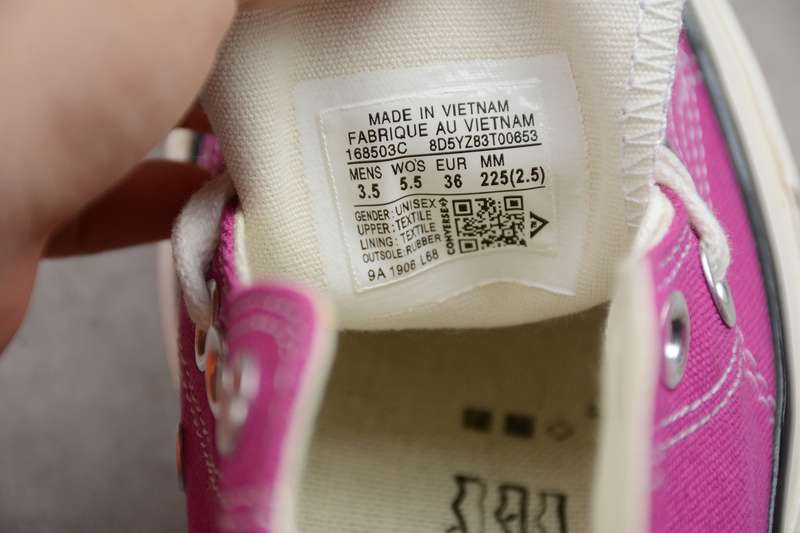 MADE IN VIETNAM
FABRIQUE AU VIETNAM
168503C 8D5YZ83T00653
MENS WO'S EUR MM
3.5 5.5 36 225(2.5)
GENDER: UNISEX
UPPER: TEXTILE
LINING: TEXTILE
OUTSOLE: RUBBER
9A 1906 L68
CONVERSE